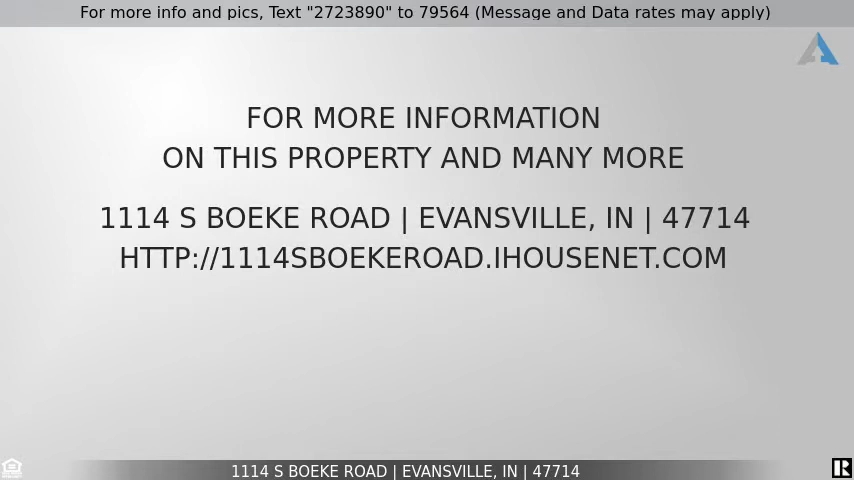 For more info and pics, Text "2723890" to 79564 (Message and Data rates may apply)
FOR MORE INFORMATION
ON THIS PROPERTY AND MANY MORE
1114 S BOEKE ROAD | EVANSVILLE, IN | 47714
HTTP://1114SBOEKEROAD.IHOUSENET.COM
1114 S BOEKE ROAD | EVANSVILLE, IN | 47714